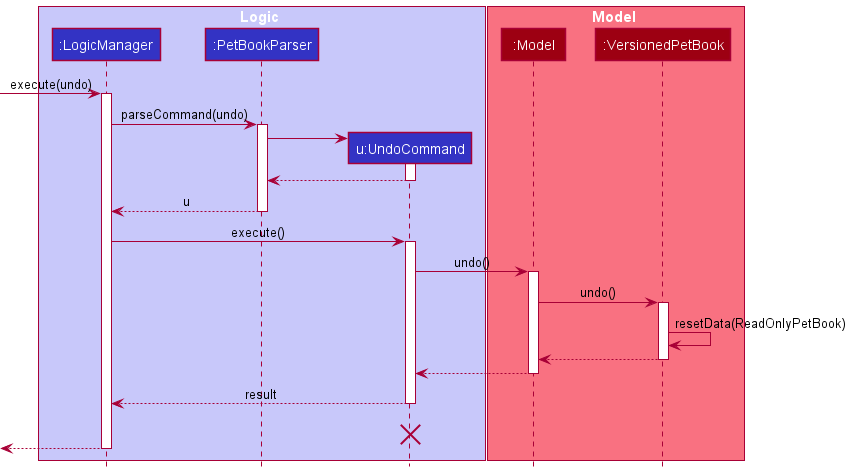 Logic
Model
:LogicManager
:PetBookParser
:Model
:VersionedPetBook
execute(undo)
parseCommand(undo)
u:UndoCommand
u
execute()
undo()
undo()
resetData(ReadOnlyPetBook)
result